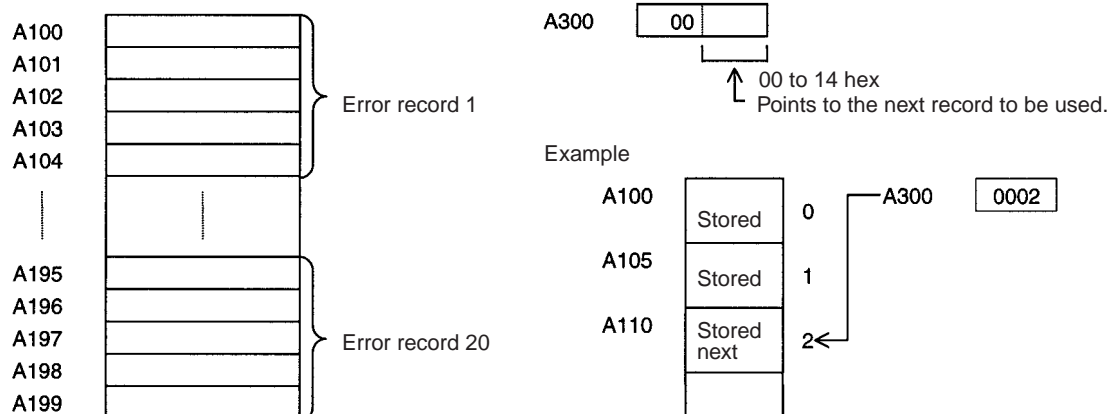 A100
A101
A102
A103
A104
Error record 1
A195
A196
A197
A198
A199
Error record 20
A300 00
00 to 14 hex
Points to the next record to be used.
Example
A100 Stored 0
A300 0002
A105 Stored 1
A110 Stored
next 2